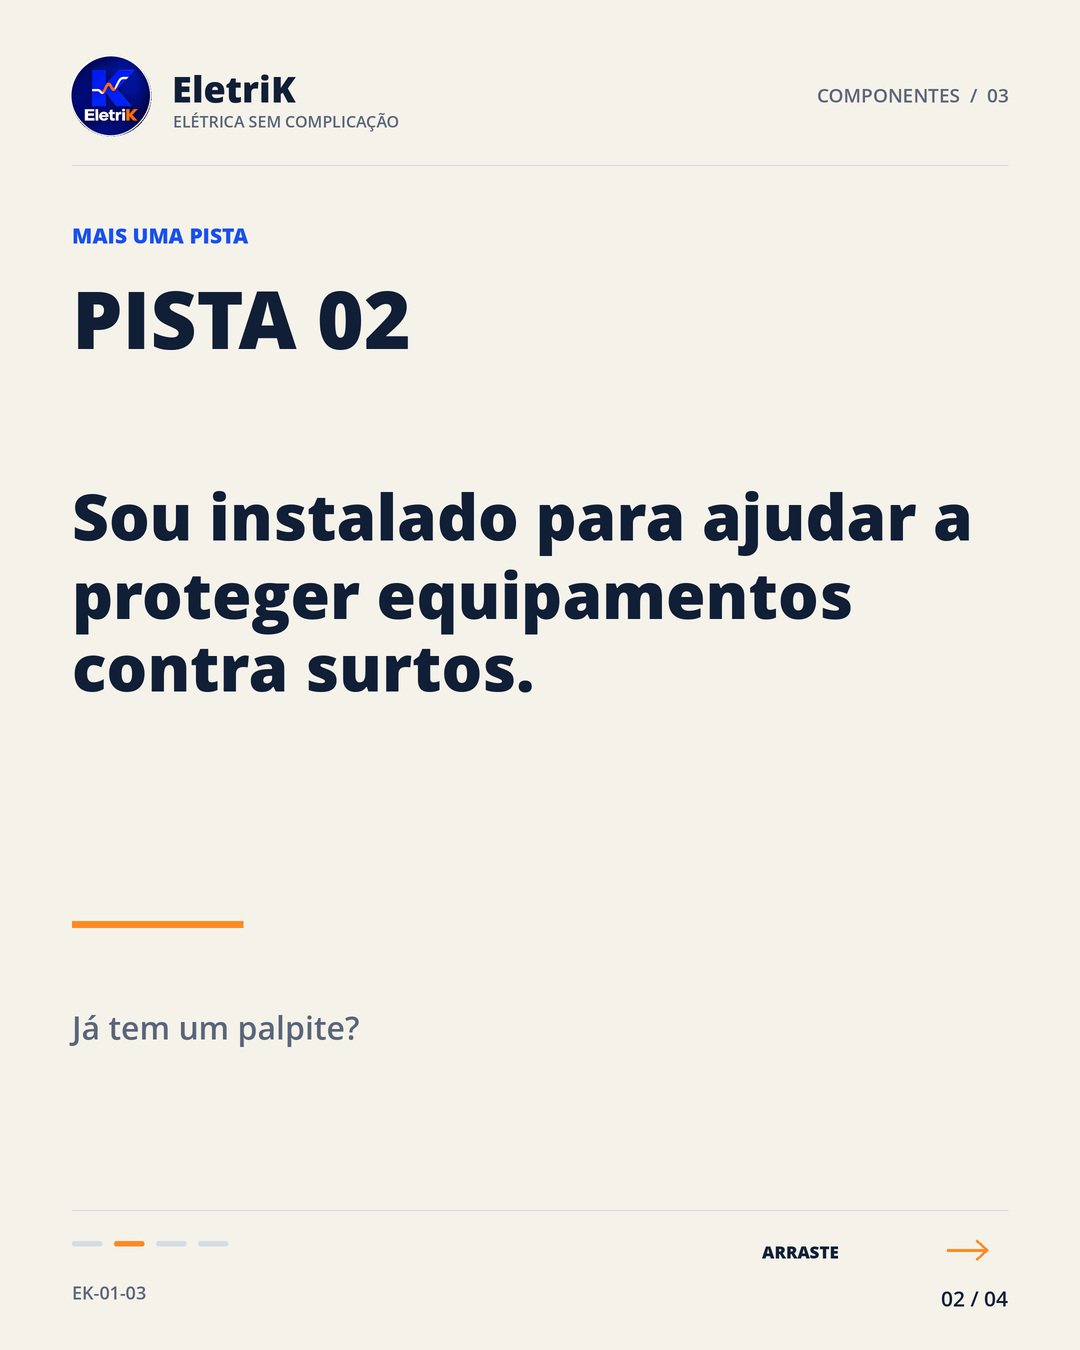 EletriK
EletriK
ELÉTRICA SEM COMPLICAÇÃO
COMPONENTES / 03
MAIS UMA PISTA
PISTA 02
Sou instalado para ajudar a
proteger equipamentos
contra surtos.
Já tem um palpite?
ARRASTE
EK-01-03
02 / 04